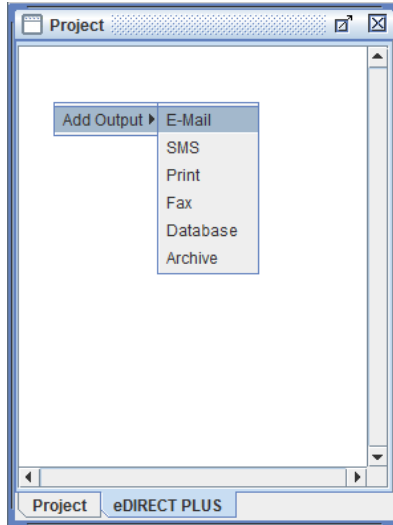 Project
Add Output E-Mail
SMS
Print
Fax
Database
Archive
Project eDIRECT PLUS